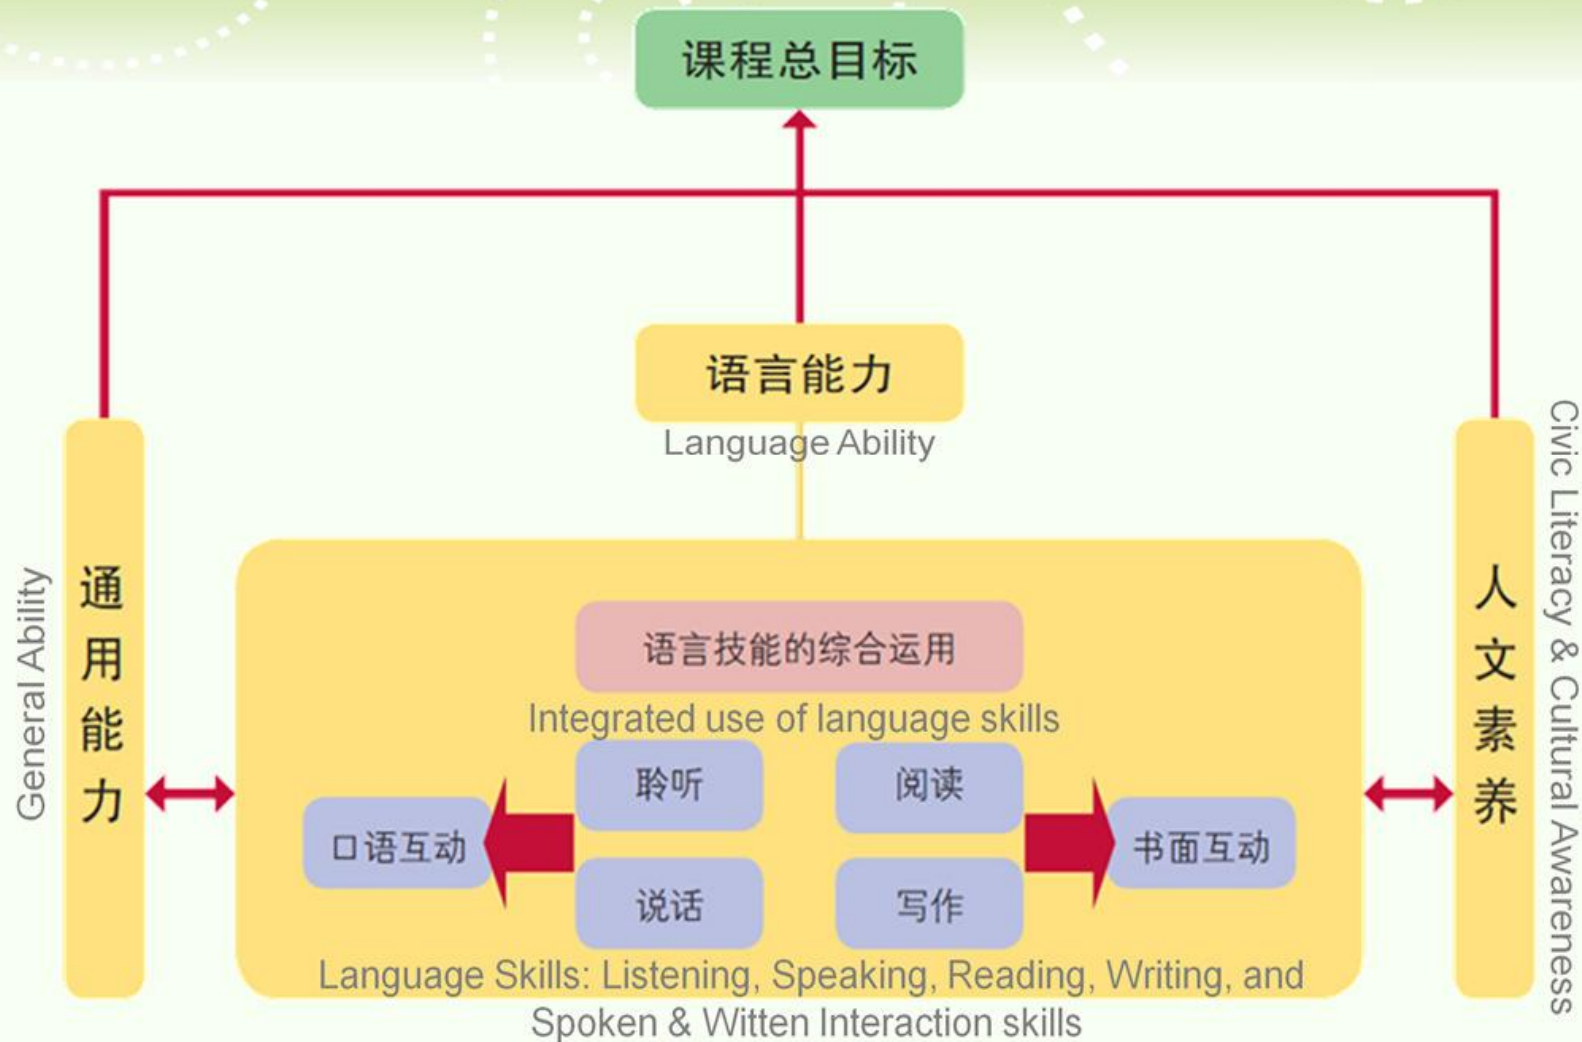 课程总目标
语言能力
Language Ability
通用能力
General Ability
人文素养
Civic Literacy & Cultural Awareness
语言技能的综合运用
Integrated use of language skills
聆听
阅读
口语互动
书面互动
说话
写作
Language Skills: Listening, Speaking, Reading, Writing, and
Spoken & Witten Interaction skills